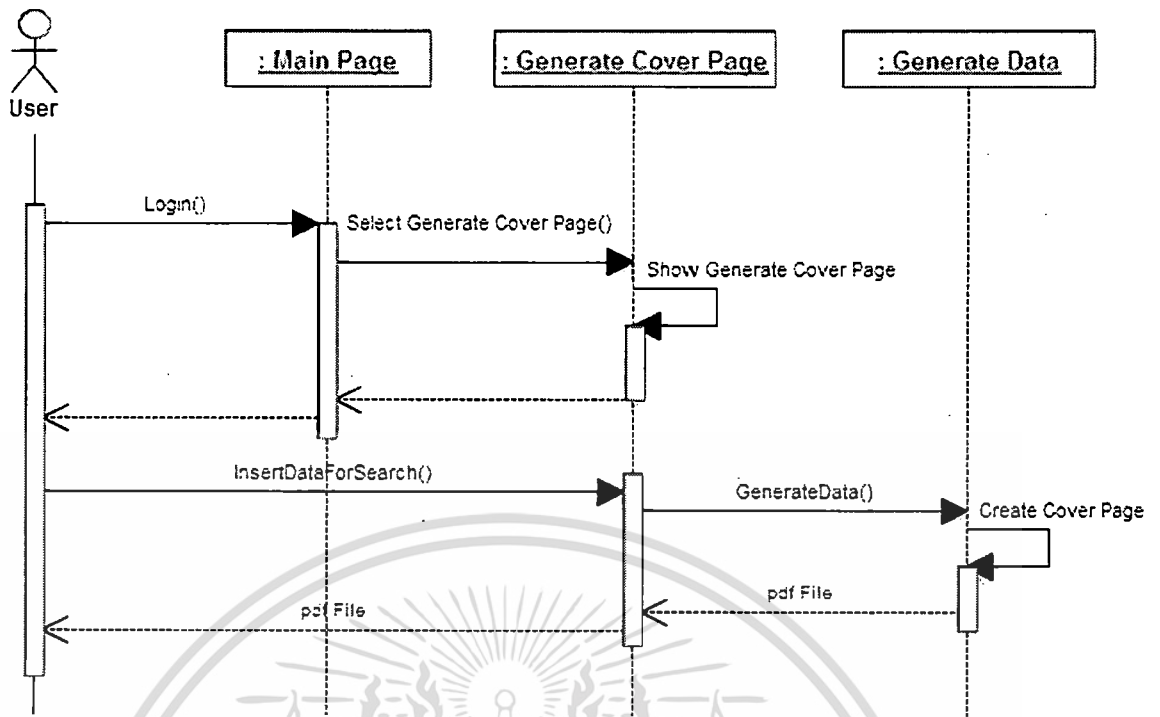 : Main Page
: Generate Cover Page
: Generate Data
User
Login()
Select Generate Cover Page()
Show Generate Cover Page
InsertDataForSearch()
GenerateData()
Create Cover Page
pdf File
pdf File